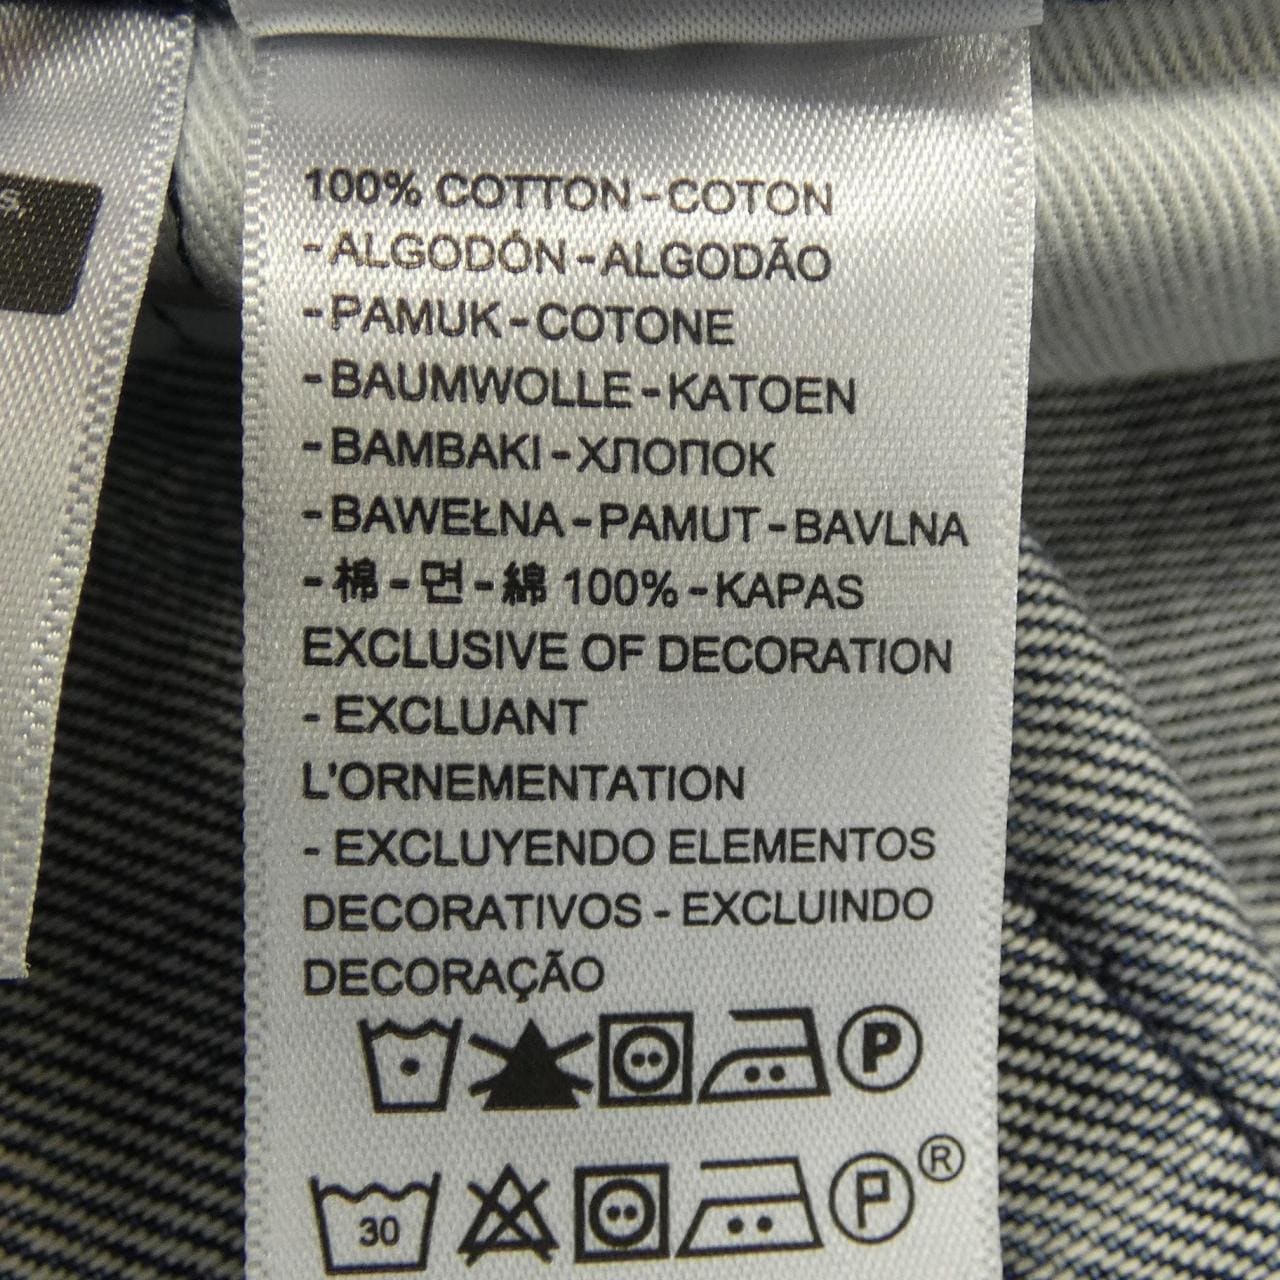 S,
100% COTTON - COTON
- ALGODÓN - ALGODÃO
- PAMUK - COTONE
- BAUMWOLLE - KATOEN
- BAMBAKI - ХЛОПОК
- BAWEŁNA - PAMUT - BAVLNA
- 棉 - 면 - 綿 100% - KAPAS
EXCLUSIVE OF DECORATION
- EXCLUANT
L'ORNEMENTATION
- EXCLUYENDO ELEMENTOS
DECORATIVOS - EXCLUINDO
DECORAÇÃO
P
30 P ®